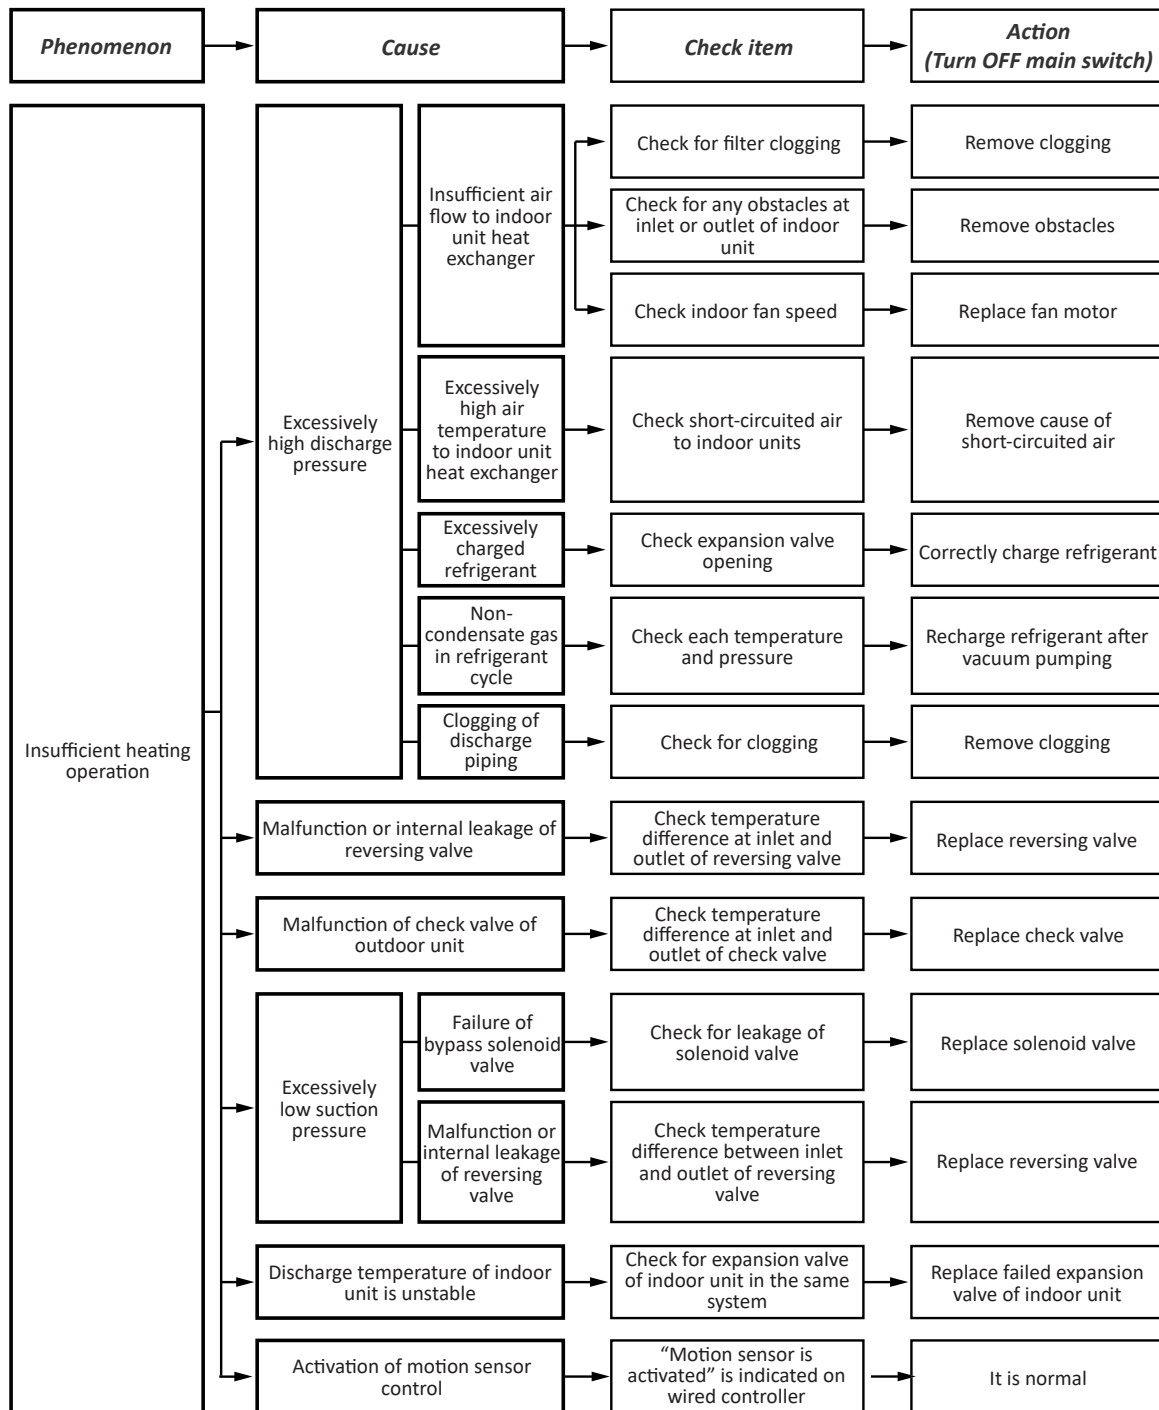 Phenomenon
Cause
Check item
Action
(Turn OFF main switch)
Insufficient heating
operation
Excessively
high discharge
pressure
Insufficient air
flow to indoor
unit heat
exchanger
Check for filter clogging
Remove clogging
Check for any obstacles at
inlet or outlet of indoor
unit
Remove obstacles
Check indoor fan speed
Replace fan motor
Excessively
high air
temperature
to indoor unit
heat exchanger
Check short-circuited air
to indoor units
Remove cause of
short-circuited air
Excessively
charged
refrigerant
Check expansion valve
opening
Correctly charge refrigerant
Non-
condensate gas
in refrigerant
cycle
Check each temperature
and pressure
Recharge refrigerant after
vacuum pumping
Clogging of
discharge
piping
Check for clogging
Remove clogging
Malfunction or internal leakage of
reversing valve
Check temperature
difference at inlet and
outlet of reversing valve
Replace reversing valve
Malfunction of check valve of
outdoor unit
Check temperature
difference at inlet and
outlet of check valve
Replace check valve
Excessively
low suction
pressure
Failure of
bypass solenoid
valve
Check for leakage of
solenoid valve
Replace solenoid valve
Malfunction or
internal leakage
of reversing
valve
Check temperature
difference between inlet
and outlet of reversing
valve
Replace reversing valve
Discharge temperature of indoor
unit is unstable
Check for expansion valve
of indoor unit in the same
system
Replace failed expansion
valve of indoor unit
Activation of motion sensor
control
“Motion sensor is
activated” is indicated on
wired controller
It is normal